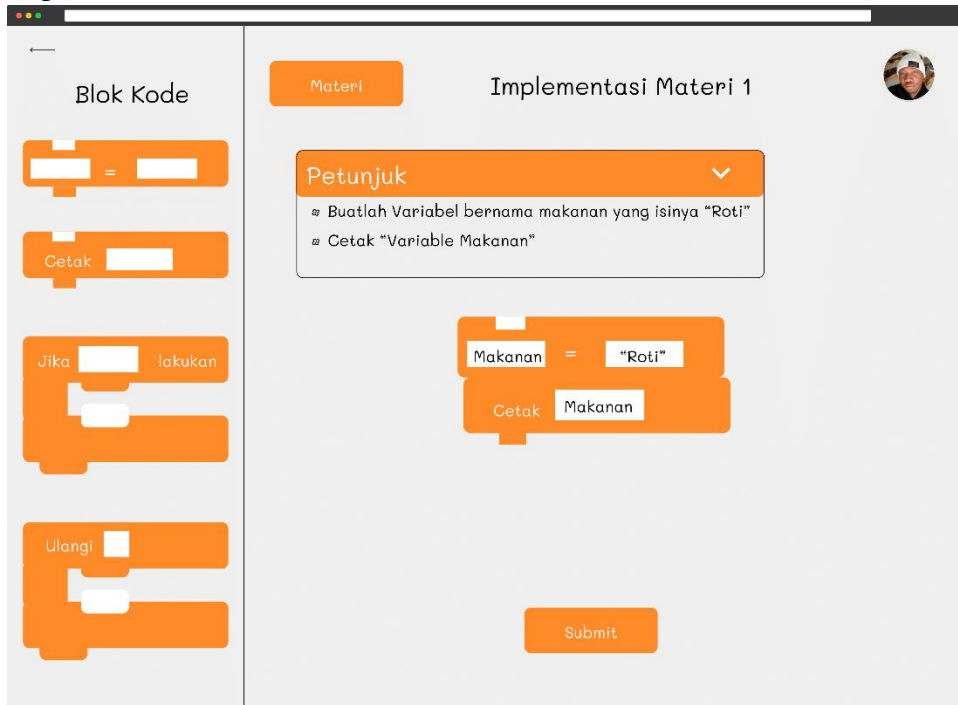 Blok Kode
=
Cetak
Jika lakukan
Ulangi
Materi
Implementasi Materi 1
Petunjuk
Buatlah Variabel bernama makanan yang isinya “Roti”
Cetak “Variable Makanan”
Makanan = “Roti”
Cetak Makanan
Submit